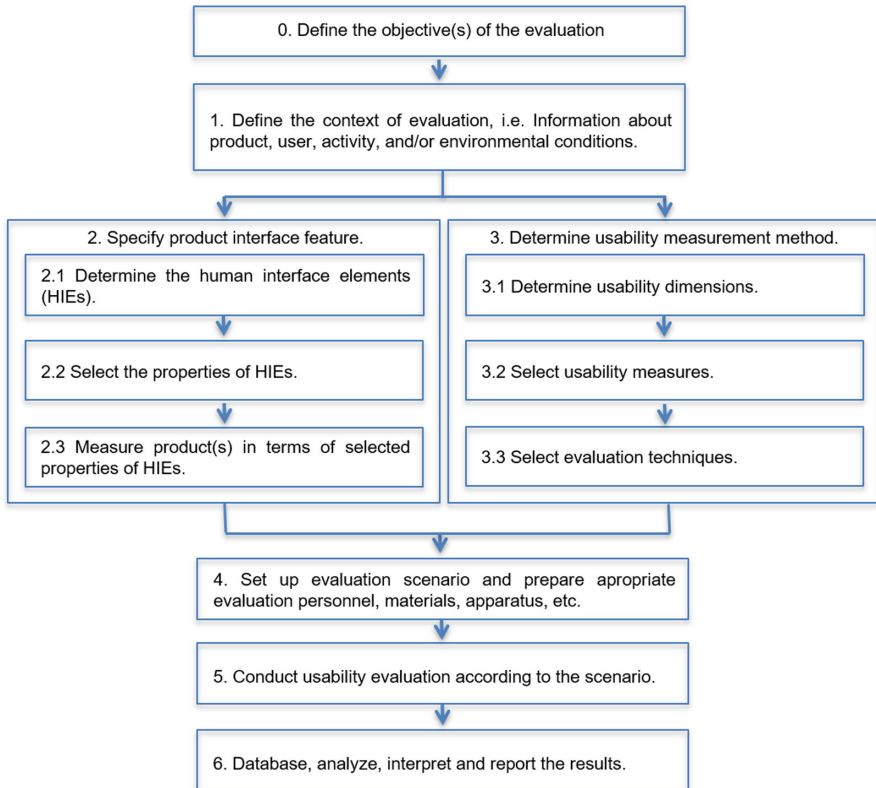 0. Define the objective(s) of the evaluation
1. Define the context of evaluation, i.e. Information about
product, user, activity, and/or environmental conditions.
2. Specify product interface feature.
2.1 Determine the human interface elements
(HIEs).
2.2 Select the properties of HIEs.
2.3 Measure product(s) in terms of selected
properties of HIEs.
3. Determine usability measurement method.
3.1 Determine usability dimensions.
3.2 Select usability measures.
3.3 Select evaluation techniques.
4. Set up evaluation scenario and prepare apropriate
evaluation personnel, materials, apparatus, etc.
5. Conduct usability evaluation according to the scenario.
6. Database, analyze, interpret and report the results.